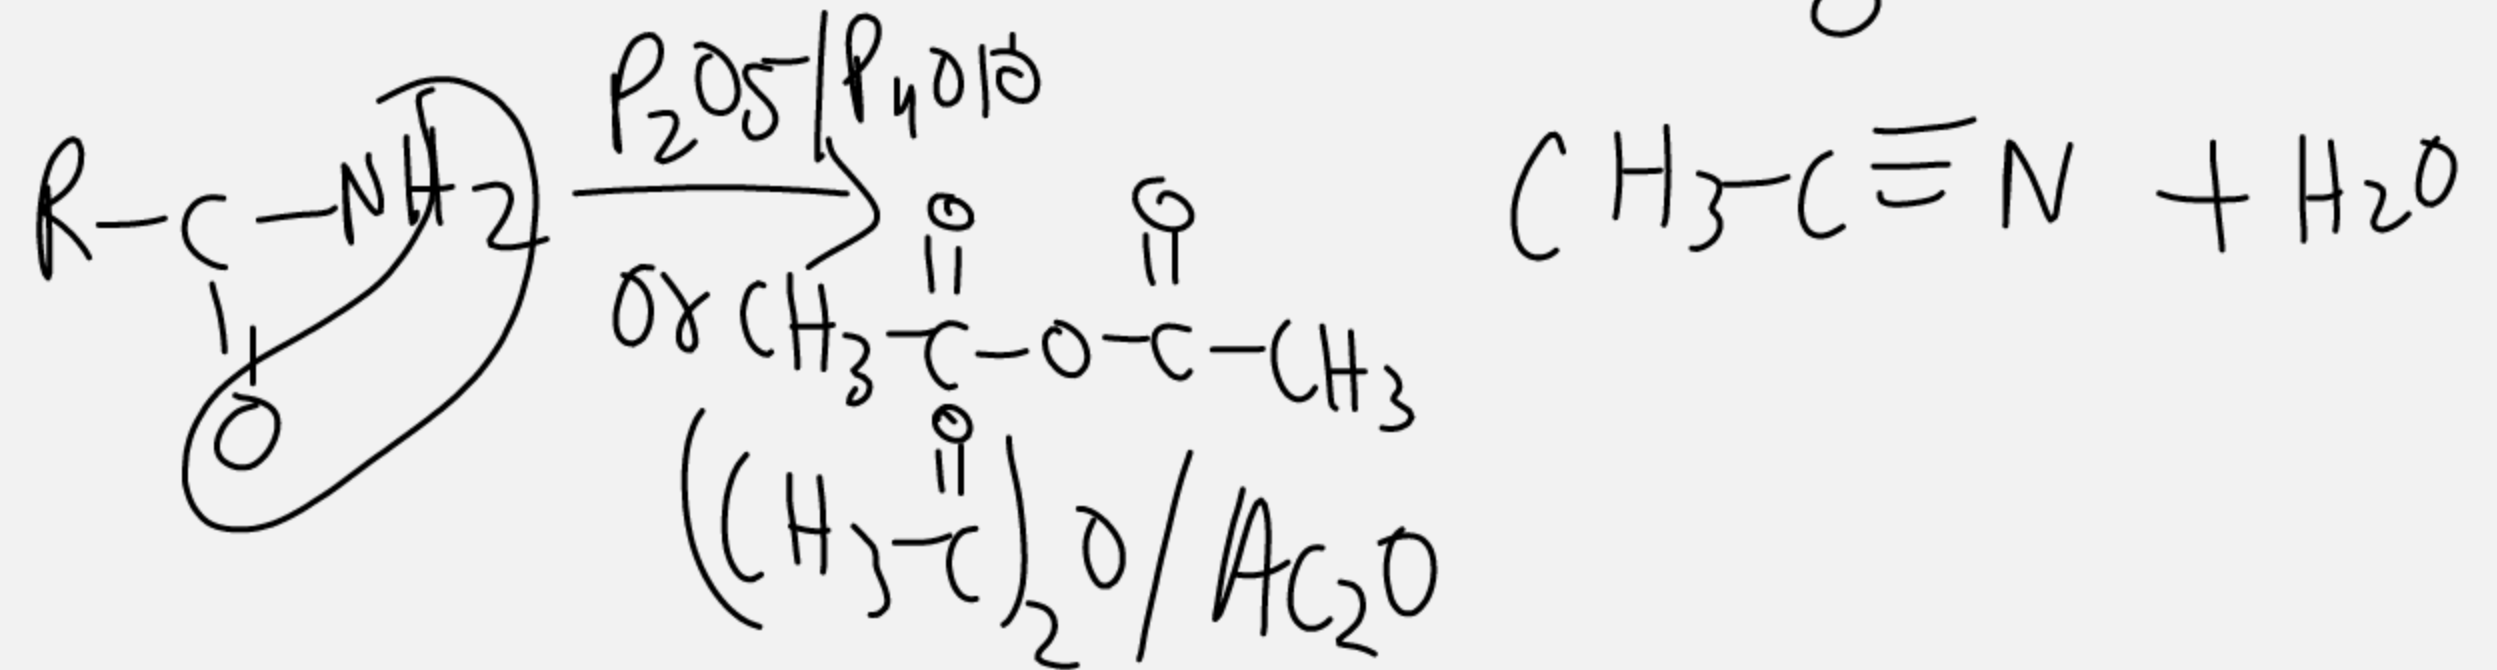 O
R-C-NH2 P2O5/P4O10 CH3-C≡N + H2O
O O O
|| || ||
or CH3-C-O-C-CH3
O
||
(CH3-C)2O/Ac2O